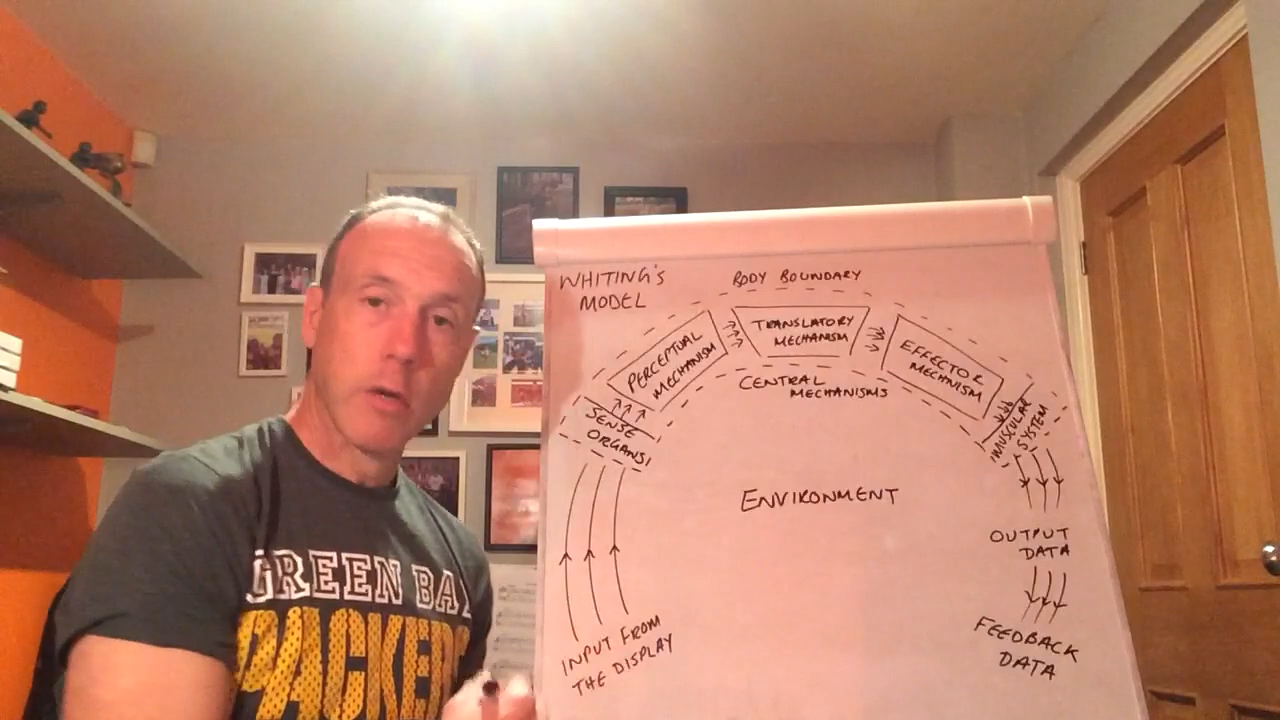 WHITING'S
MODEL
BODY BOUNDARY
PERCEPTUAL
MECHANISM
TRANSLATORY
MECHANISM
EFFECTOR
MECHNISM
CENTRAL
MECHANISMS
SENSE
ORGANS
MUSCULAR
SYSTEM
ENVIRONMENT
OUTPUT
DATA
FEEDBACK
DATA
INPUT FROM
THE DISPLAY
GREEN BAY
PACKERS